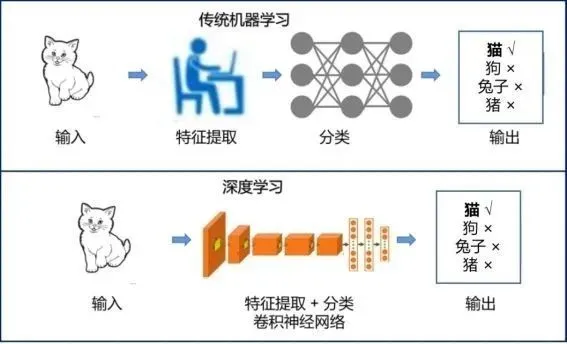 传统机器学习
猫 √
狗 ×
兔子 ×
猪 ×
输入
特征提取
分类
输出
深度学习
猫 √
狗 ×
兔子 ×
猪 ×
输入
特征提取 + 分类
卷积神经网络
输出